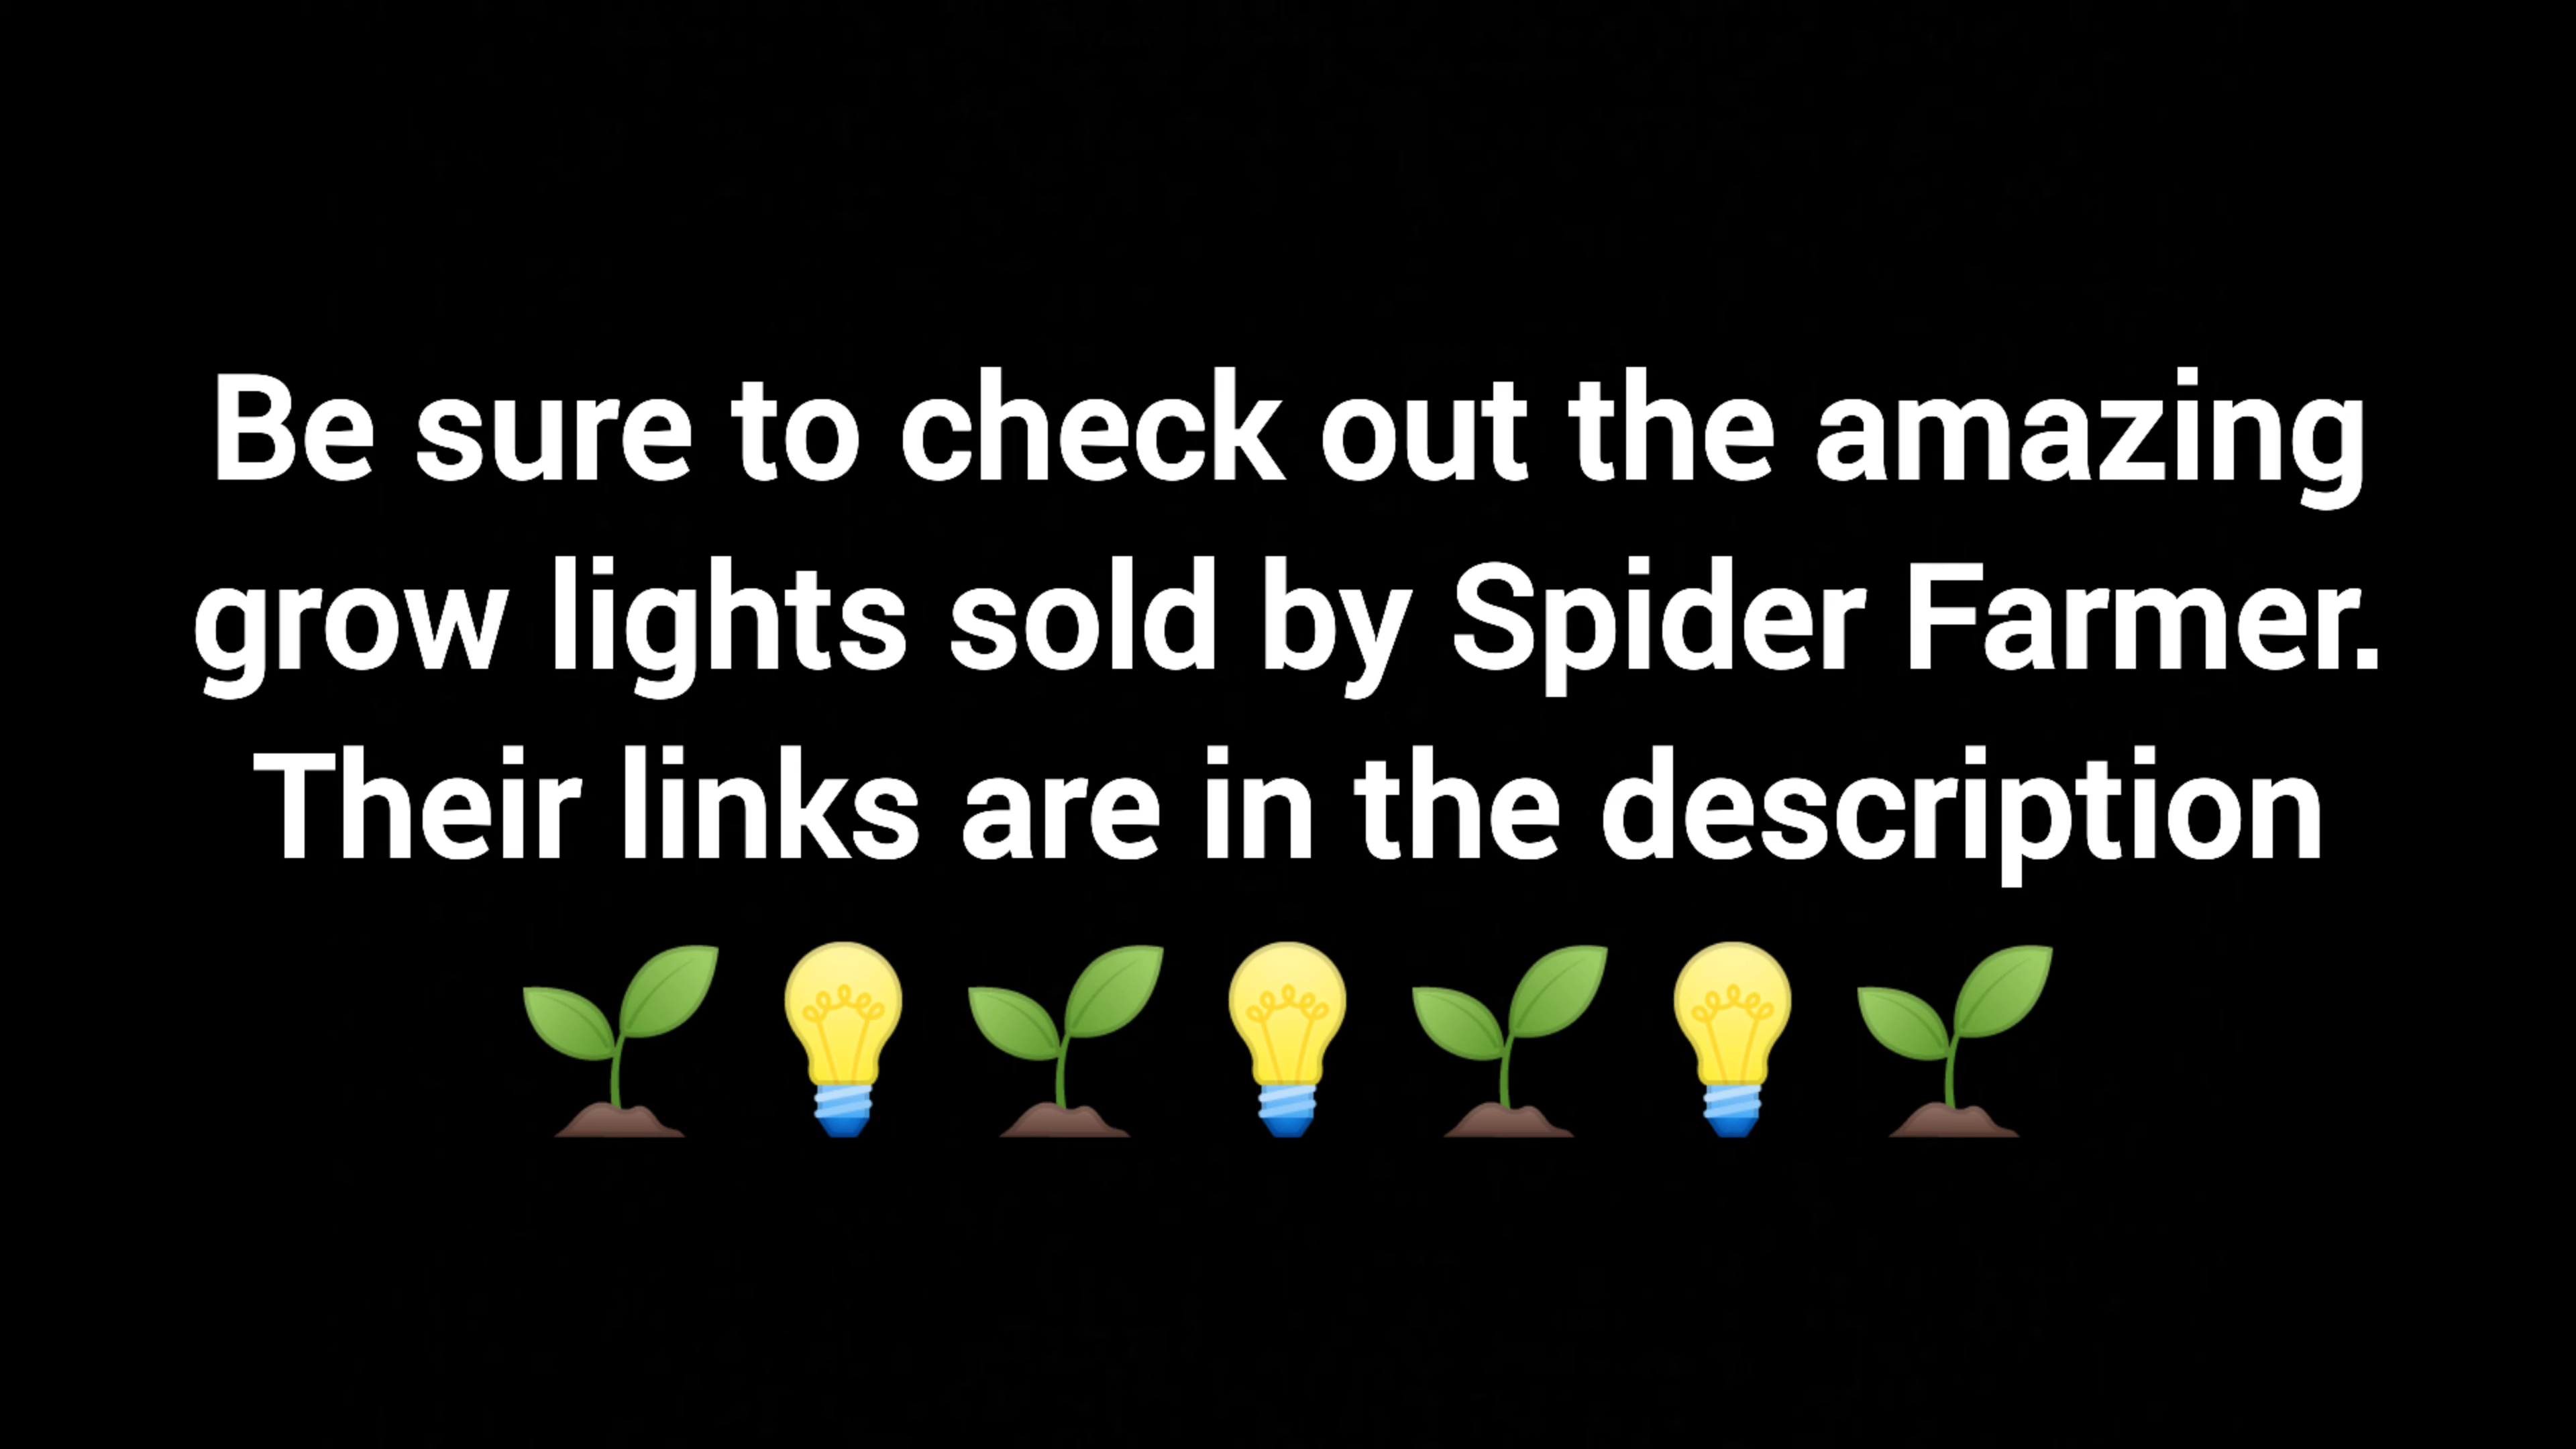 Be sure to check out the amazing
grow lights sold by Spider Farmer.
Their links are in the description
🌱💡🌱💡🌱💡🌱